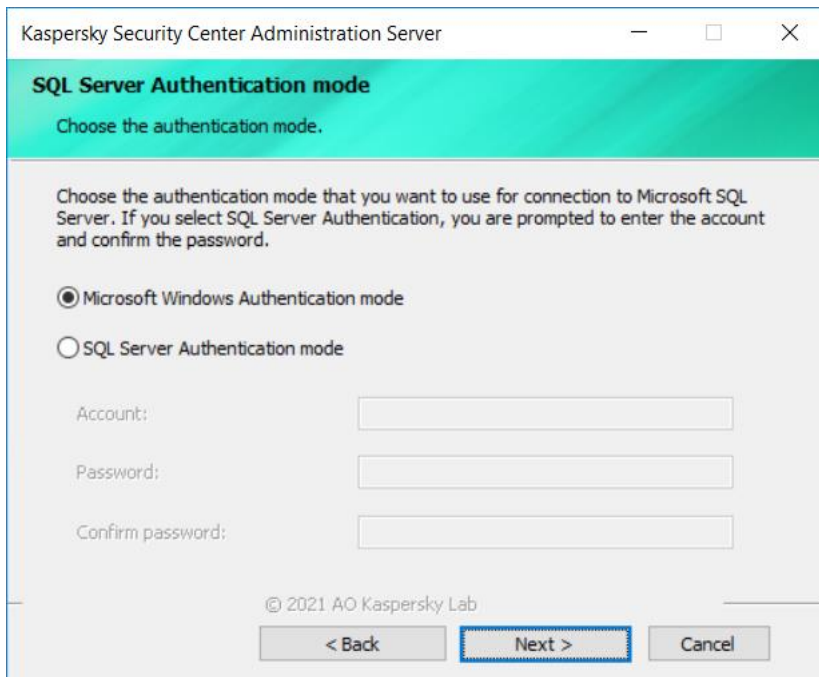 Kaspersky Security Center Administration Server
SQL Server Authentication mode
Choose the authentication mode.
Choose the authentication mode that you want to use for connection to Microsoft SQL
Server. If you select SQL Server Authentication, you are prompted to enter the account
and confirm the password.
Microsoft Windows Authentication mode
SQL Server Authentication mode
Account:
Password:
Confirm password:
© 2021 AO Kaspersky Lab
< Back Next > Cancel